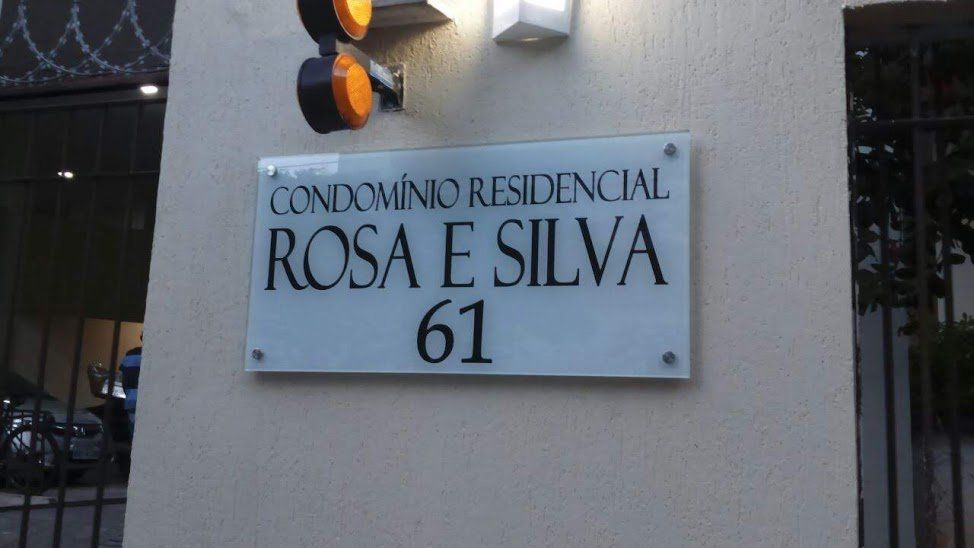 CONDOMÍNIO RESIDENCIAL
ROSA E SILVA
61